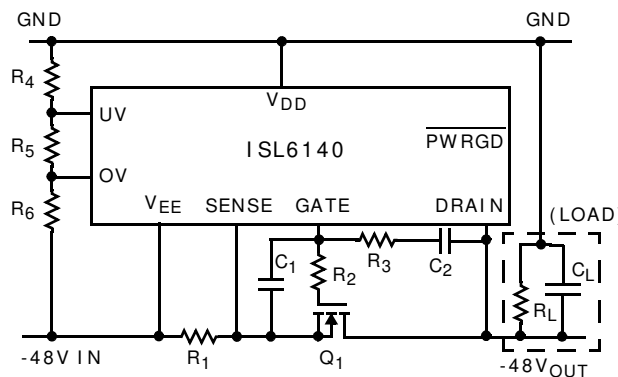 GND
GND
R4
VDD
UV
R5
ISL6140
PWRGD
OV
R6
VEE
SENSE
GATE
DRAIN
(LOAD)
C1
R2
R3
C2
RL
CL
-48V IN
R1
Q1
-48VOUT